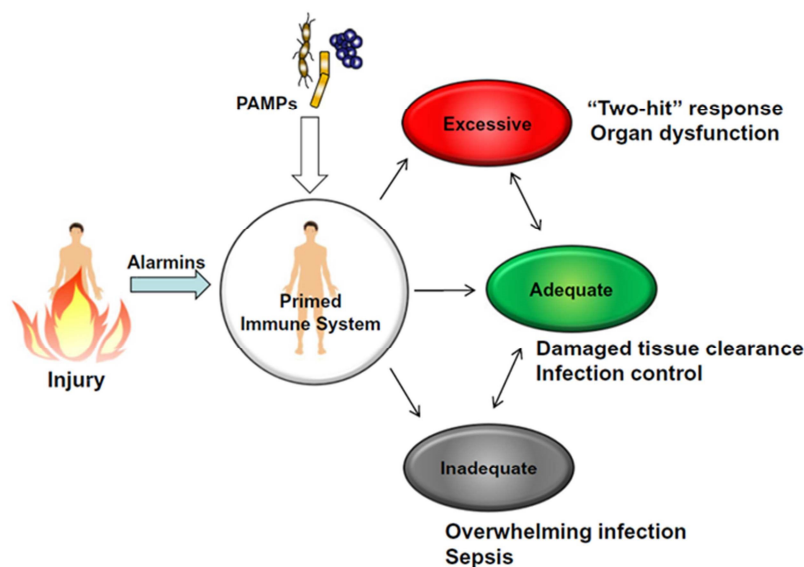 PAMPs
Excessive
“Two-hit” response
Organ dysfunction
Alarmins
Primed
Immune System
Injury
Adequate
Damaged tissue clearance
Infection control
Inadequate
Overwhelming infection
Sepsis